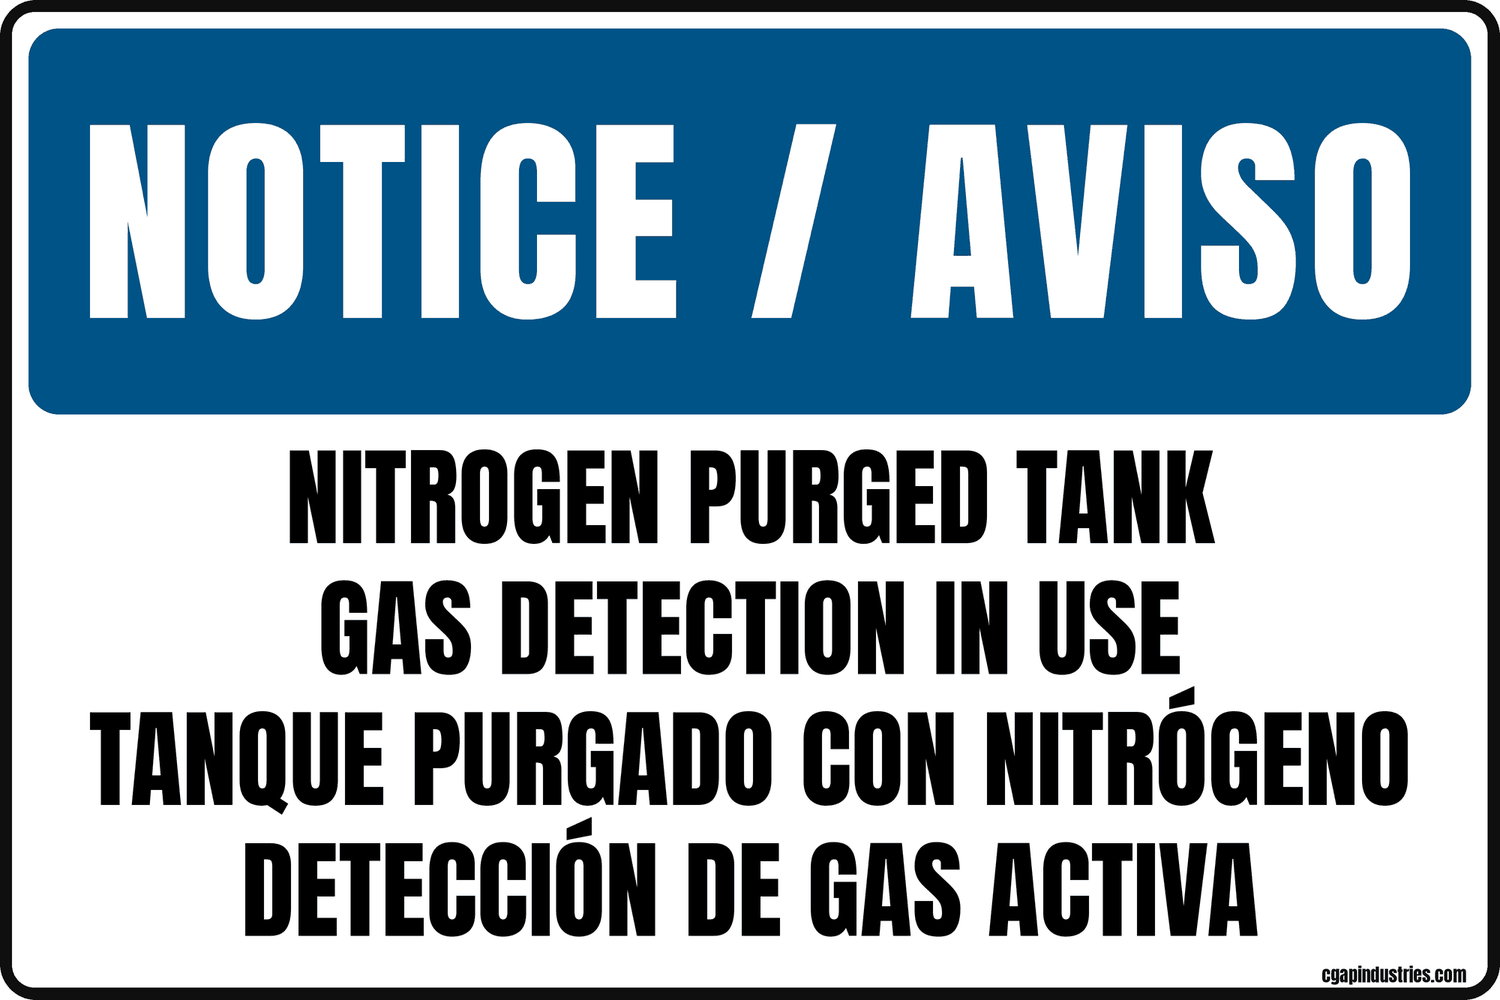 NOTICE / AVISO
NITROGEN PURGED TANK
GAS DETECTION IN USE
TANQUE PURGADO CON NITRÓGENO
DETECCIÓN DE GAS ACTIVA
cgapindustries.com